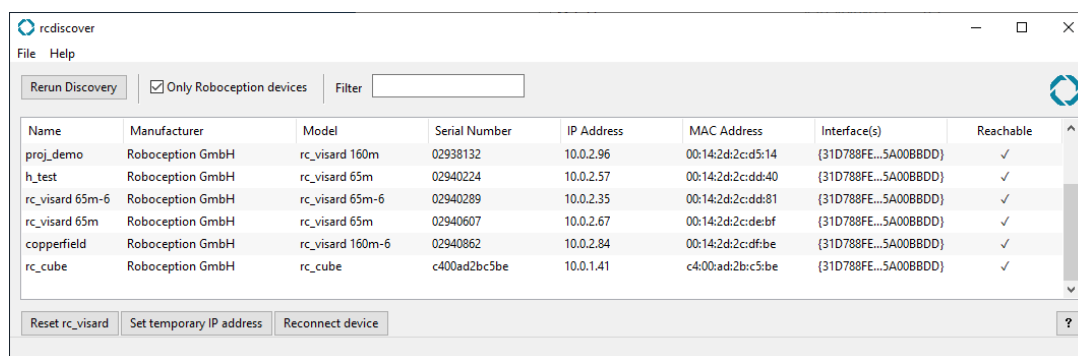 rcdiscover
File Help
Rerun Discovery Only Roboception devices Filter
Name Manufacturer Model Serial Number IP Address MAC Address Interface(s) Reachable
proj_demo Roboception GmbH rc_visard 160m 02938132 10.0.2.96 00:14:2d:2c:d5:14 {31D788FE...5A00BBDD} ✓
h_test Roboception GmbH rc_visard 65m 02940224 10.0.2.57 00:14:2d:2c:dd:40 {31D788FE...5A00BBDD} ✓
rc_visard 65m-6 Roboception GmbH rc_visard 65m-6 02940289 10.0.2.35 00:14:2d:2c:dd:81 {31D788FE...5A00BBDD} ✓
rc_visard 65m Roboception GmbH rc_visard 65m 02940607 10.0.2.67 00:14:2d:2c:de:bf {31D788FE...5A00BBDD} ✓
copperfield Roboception GmbH rc_visard 160m-6 02940862 10.0.2.84 00:14:2d:2c:df:be {31D788FE...5A00BBDD} ✓
rc_cube Roboception GmbH rc_cube c400ad2bc5be 10.0.1.41 c4:00:ad:2b:c5:be {31D788FE...5A00BBDD} ✓
Reset rc_visard Set temporary IP address Reconnect device ?